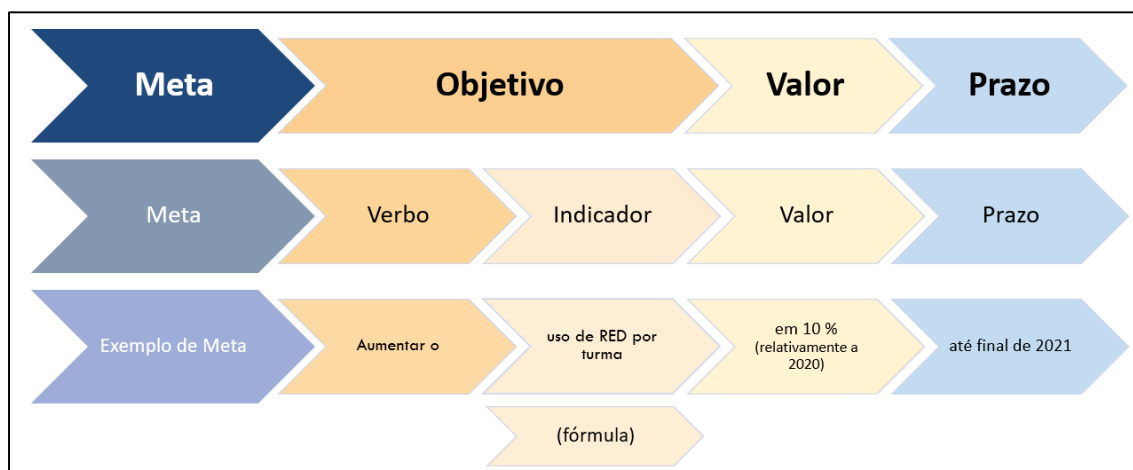 Meta
Objetivo
Valor
Prazo
Meta
Verbo
Indicador
Valor
Prazo
Exemplo de Meta
Aumentar o
uso de RED por
turma
em 10 %
(relativamente a
2020)
até final de 2021
(fórmula)